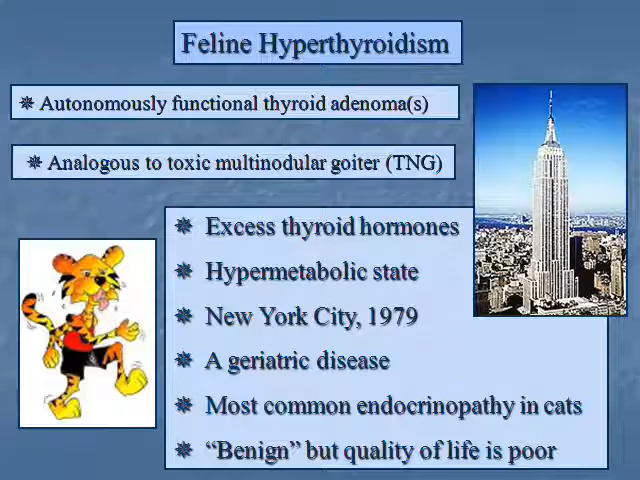 Feline Hyperthyroidism
✵ Autonomously functional thyroid adenoma(s)
✵ Analogous to toxic multinodular goiter (TNG)
✵ Excess thyroid hormones
✵ Hypermetabolic state
✵ New York City, 1979
✵ A geriatric disease
✵ Most common endocrinopathy in cats
✵ “Benign” but quality of life is poor